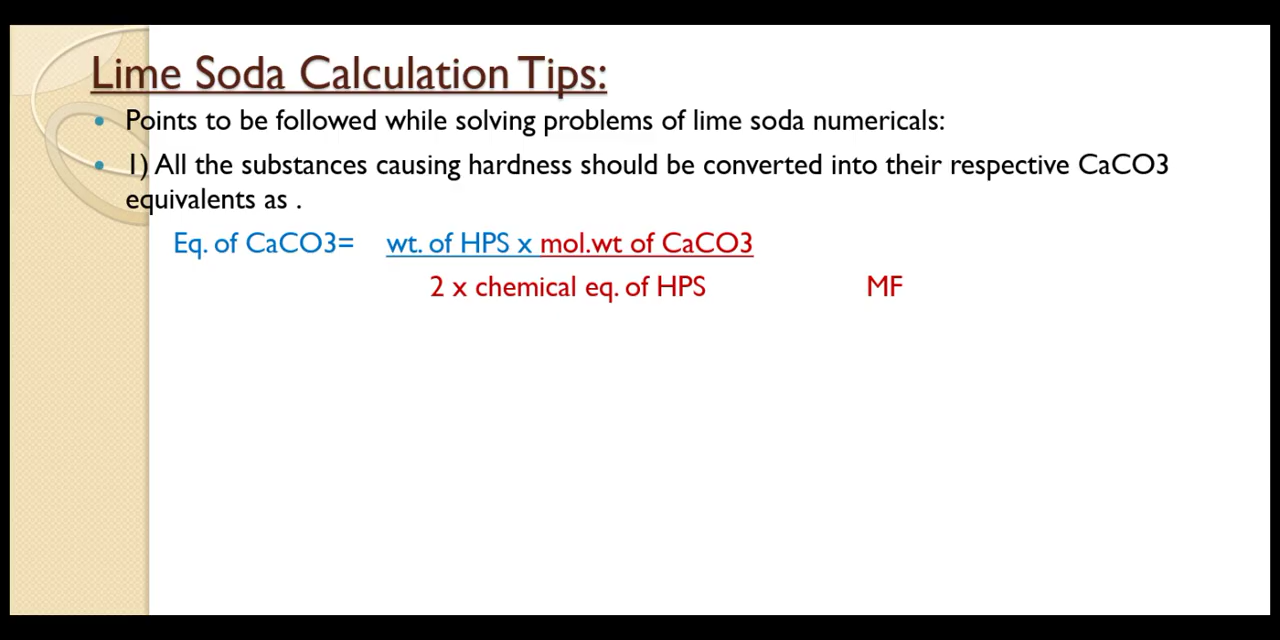 Lime Soda Calculation Tips:
• Points to be followed while solving problems of lime soda numericals:
• 1) All the substances causing hardness should be converted into their respective CaCO3
equivalents as .
Eq. of CaCO3= wt. of HPS x mol.wt of CaCO3
2 x chemical eq. of HPS MF